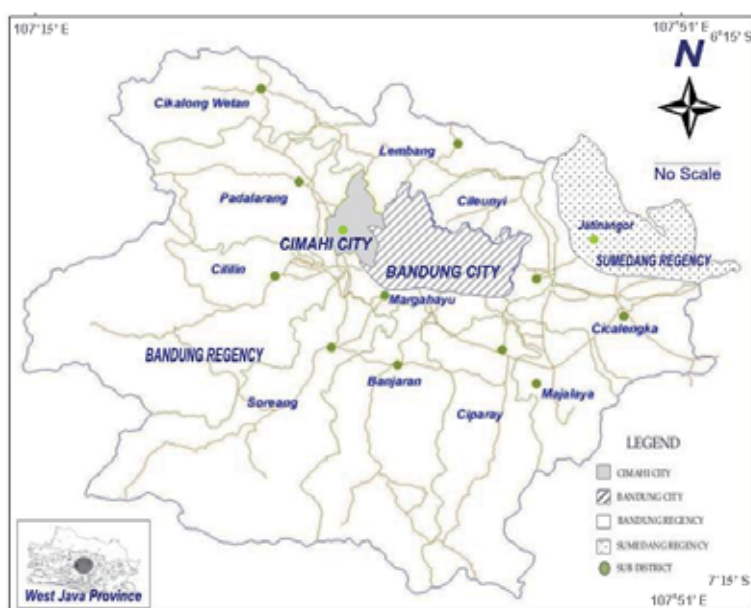 107°15' E
107°51' E
6°15' S
N
No Scale
Cikalong Wetan
Lembang
Padalarang
Cileunyi
Jatinangor
CIMAHI CITY
SUMEDANG REGENCY
BANDUNG CITY
Cililin
Margahayu
Cicalengka
BANDUNG REGENCY
Banjaran
Majalaya
Soreang
Ciparay
LEGEND
CIMAHI CITY
BANDUNG CITY
BANDUNG REGENCY
SUMEDANG REGENCY
SUB DISTRICT
West Java Province
7°15' S
107°51' E